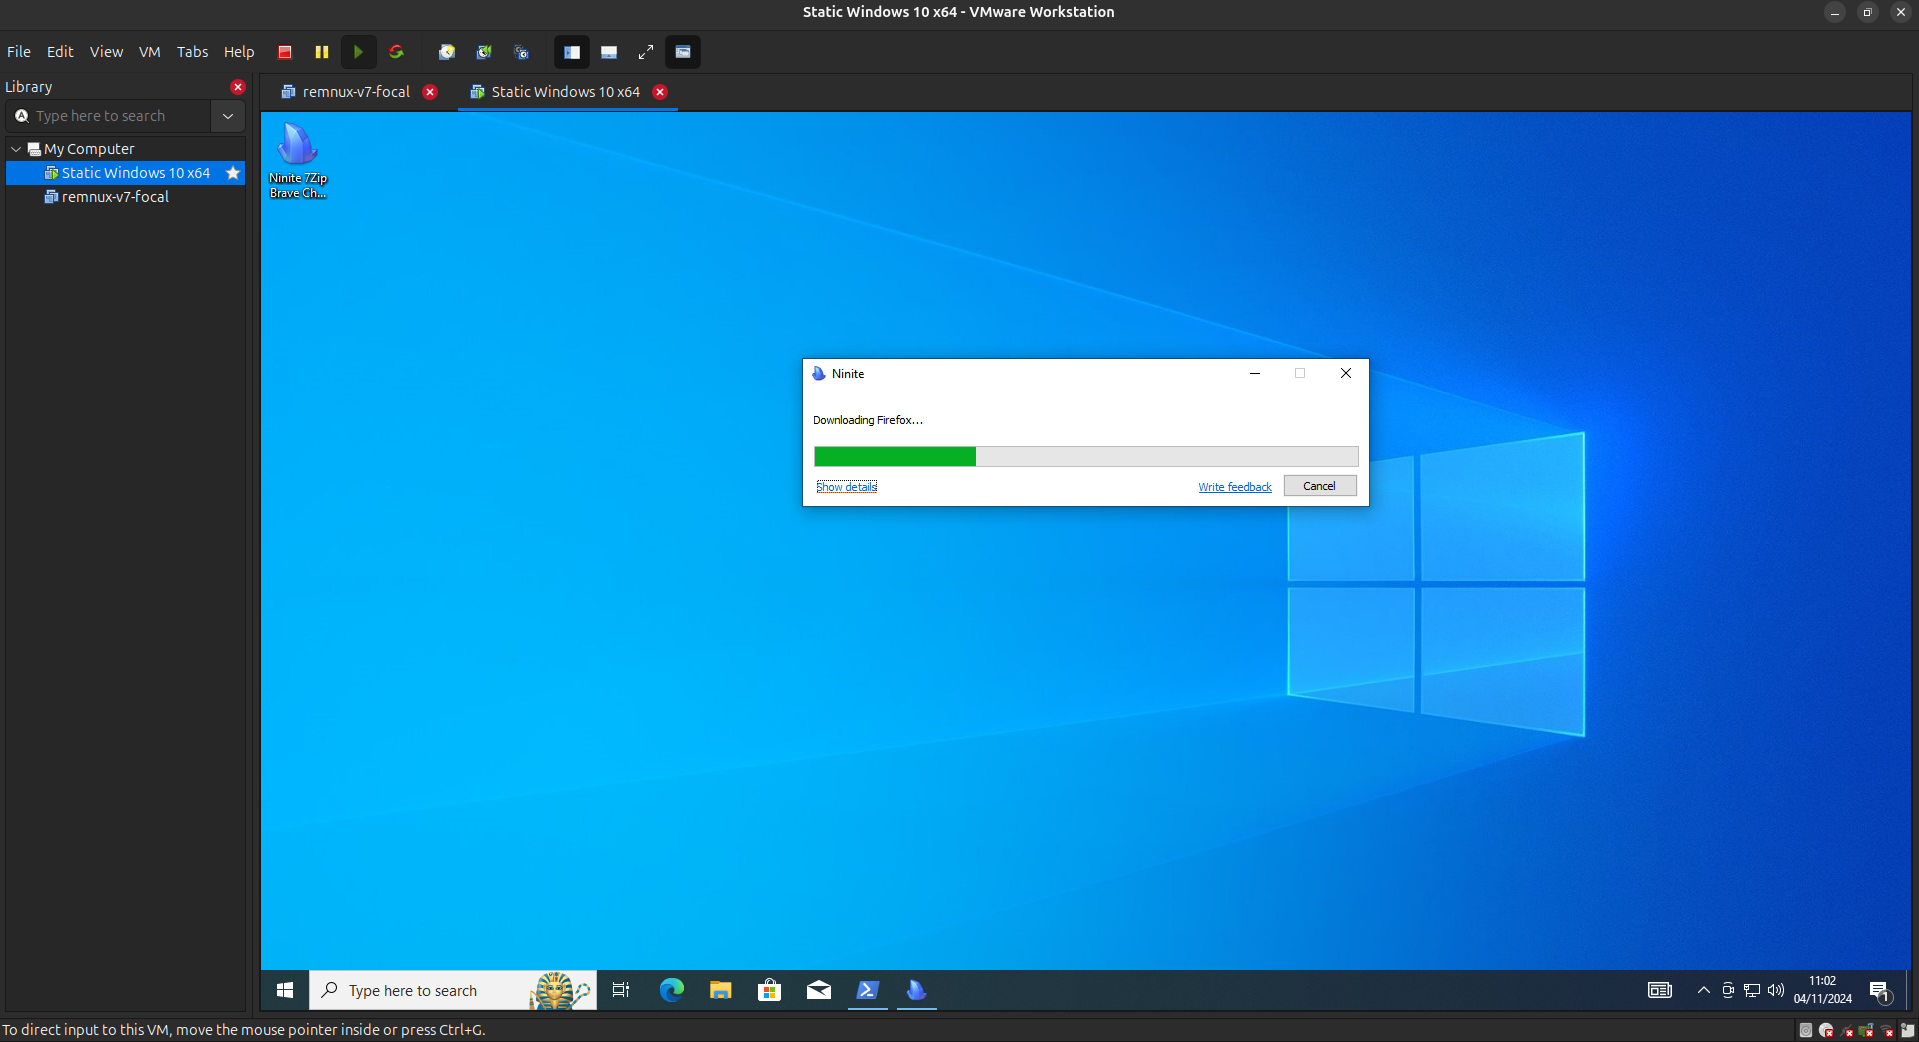 Static Windows 10 x64 - VMware Workstation
File Edit View VM Tabs Help
Library
Type here to search
My Computer
Static Windows 10 x64
remnux-v7-focal
remnux-v7-focal
Static Windows 10 x64
Ninite 7Zip
Brave Ch...
Ninite
Downloading Firefox...
Show details
Write feedback
Cancel
Type here to search
11:02
04/11/2024
1
To direct input to this VM, move the mouse pointer inside or press Ctrl+G.